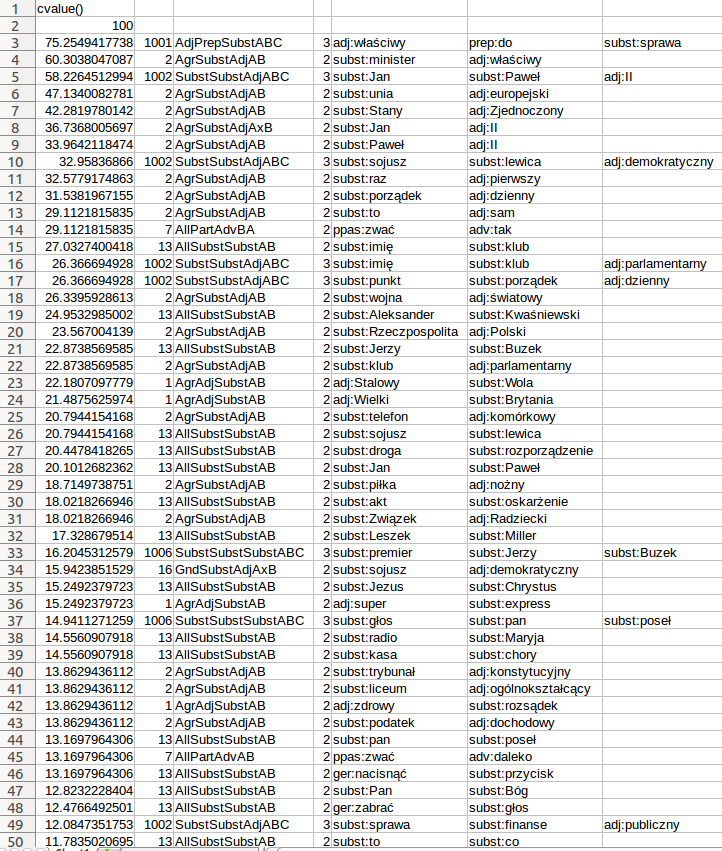 1 cvalue()
2 100
3 75.2549417738 1001 AdjPrepSubstABC 3 adj:właściwy prep:do subst:sprawa
4 60.3038047087 2 AgrSubstAdjAB 2 subst:minister adj:właściwy
5 58.2264512994 1002 SubstSubstAdjABC 3 subst:Jan subst:Paweł adj:II
6 47.1340082781 2 AgrSubstAdjAB 2 subst:unia adj:europejski
7 42.2819780142 2 AgrSubstAdjAB 2 subst:Stany adj:Zjednoczony
8 36.7368005697 2 AgrSubstAdjAxB 2 subst:Jan adj:II
9 33.9642118474 2 AgrSubstAdjAB 2 subst:Paweł adj:II
10 32.95836866 1002 SubstSubstAdjABC 3 subst:sojusz subst:lewica adj:demokratyczny
11 32.5779174863 2 AgrSubstAdjAB 2 subst:raz adj:pierwszy
12 31.5381967155 2 AgrSubstAdjAB 2 subst:porządek adj:dzienny
13 29.1121815835 2 AgrSubstAdjAB 2 subst:to adj:sam
14 29.1121815835 7 AllPartAdvBA 2 ppas:zwać adv:tak
15 27.0327400418 13 AllSubstSubstAB 2 subst:imię subst:klub
16 26.366694928 1002 SubstSubstAdjABC 3 subst:imię subst:klub adj:parlamentarny
17 26.366694928 1002 SubstSubstAdjABC 3 subst:punkt subst:porządek adj:dzienny
18 26.3395928613 2 AgrSubstAdjAB 2 subst:wojna adj:światowy
19 24.9532985002 13 AllSubstSubstAB 2 subst:Aleksander subst:Kwaśniewski
20 23.567004139 2 AgrSubstAdjAB 2 subst:Rzeczpospolita adj:Polski
21 22.8738569585 13 AllSubstSubstAB 2 subst:Jerzy subst:Buzek
22 22.8738569585 2 AgrSubstAdjAB 2 subst:klub adj:parlamentarny
23 22.1807097779 1 AgrAdjSubstAB 2 adj:Stalowy subst:Wola
24 21.4875625974 1 AgrAdjSubstAB 2 adj:Wielki subst:Brytania
25 20.7944154168 2 AgrSubstAdjAB 2 subst:telefon adj:komórkowy
26 20.7944154168 13 AllSubstSubstAB 2 subst:sojusz subst:lewica
27 20.4478418265 13 AllSubstSubstAB 2 subst:droga subst:rozporządzenie
28 20.1012682362 13 AllSubstSubstAB 2 subst:Jan subst:Paweł
29 18.7149738751 2 AgrSubstAdjAB 2 subst:piłka adj:nożny
30 18.0218266946 13 AllSubstSubstAB 2 subst:akt subst:oskarżenie
31 18.0218266946 2 AgrSubstAdjAB 2 subst:Związek adj:Radziecki
32 17.328679514 13 AllSubstSubstAB 2 subst:Leszek subst:Miller
33 16.2045312579 1006 SubstSubstSubstABC 3 subst:premier subst:Jerzy subst:Buzek
34 15.9423851529 16 GndSubstAdjAxB 2 subst:sojusz adj:demokratyczny
35 15.2492379723 13 AllSubstSubstAB 2 subst:Jezus subst:Chrystus
36 15.2492379723 1 AgrAdjSubstAB 2 adj:super subst:express
37 14.9411271259 1006 SubstSubstSubstABC 3 subst:głos subst:pan subst:poseł
38 14.5560907918 13 AllSubstSubstAB 2 subst:radio subst:Maryja
39 14.5560907918 13 AllSubstSubstAB 2 subst:kasa subst:chory
40 13.8629436112 2 AgrSubstAdjAB 2 subst:trybunał adj:konstytucyjny
41 13.8629436112 2 AgrSubstAdjAB 2 subst:liceum adj:ogólnokształcący
42 13.8629436112 1 AgrAdjSubstAB 2 adj:zdrowy subst:rozsądek
43 13.8629436112 2 AgrSubstAdjAB 2 subst:podatek adj:dochodowy
44 13.1697964306 13 AllSubstSubstAB 2 subst:pan subst:poseł
45 13.1697964306 7 AllPartAdvAB 2 ppas:zwać adv:daleko
46 13.1697964306 13 AllSubstSubstAB 2 ger:nacisnąć subst:przycisk
47 12.8232228404 13 AllSubstSubstAB 2 subst:Pan subst:Bóg
48 12.4766492501 13 AllSubstSubstAB 2 ger:zabrać subst:głos
49 12.0847351753 1002 SubstSubstAdjABC 3 subst:sprawa subst:finanse adj:publiczny
50 11.7835020695 13 AllSubstSubstAB 2 subst:to subst:co